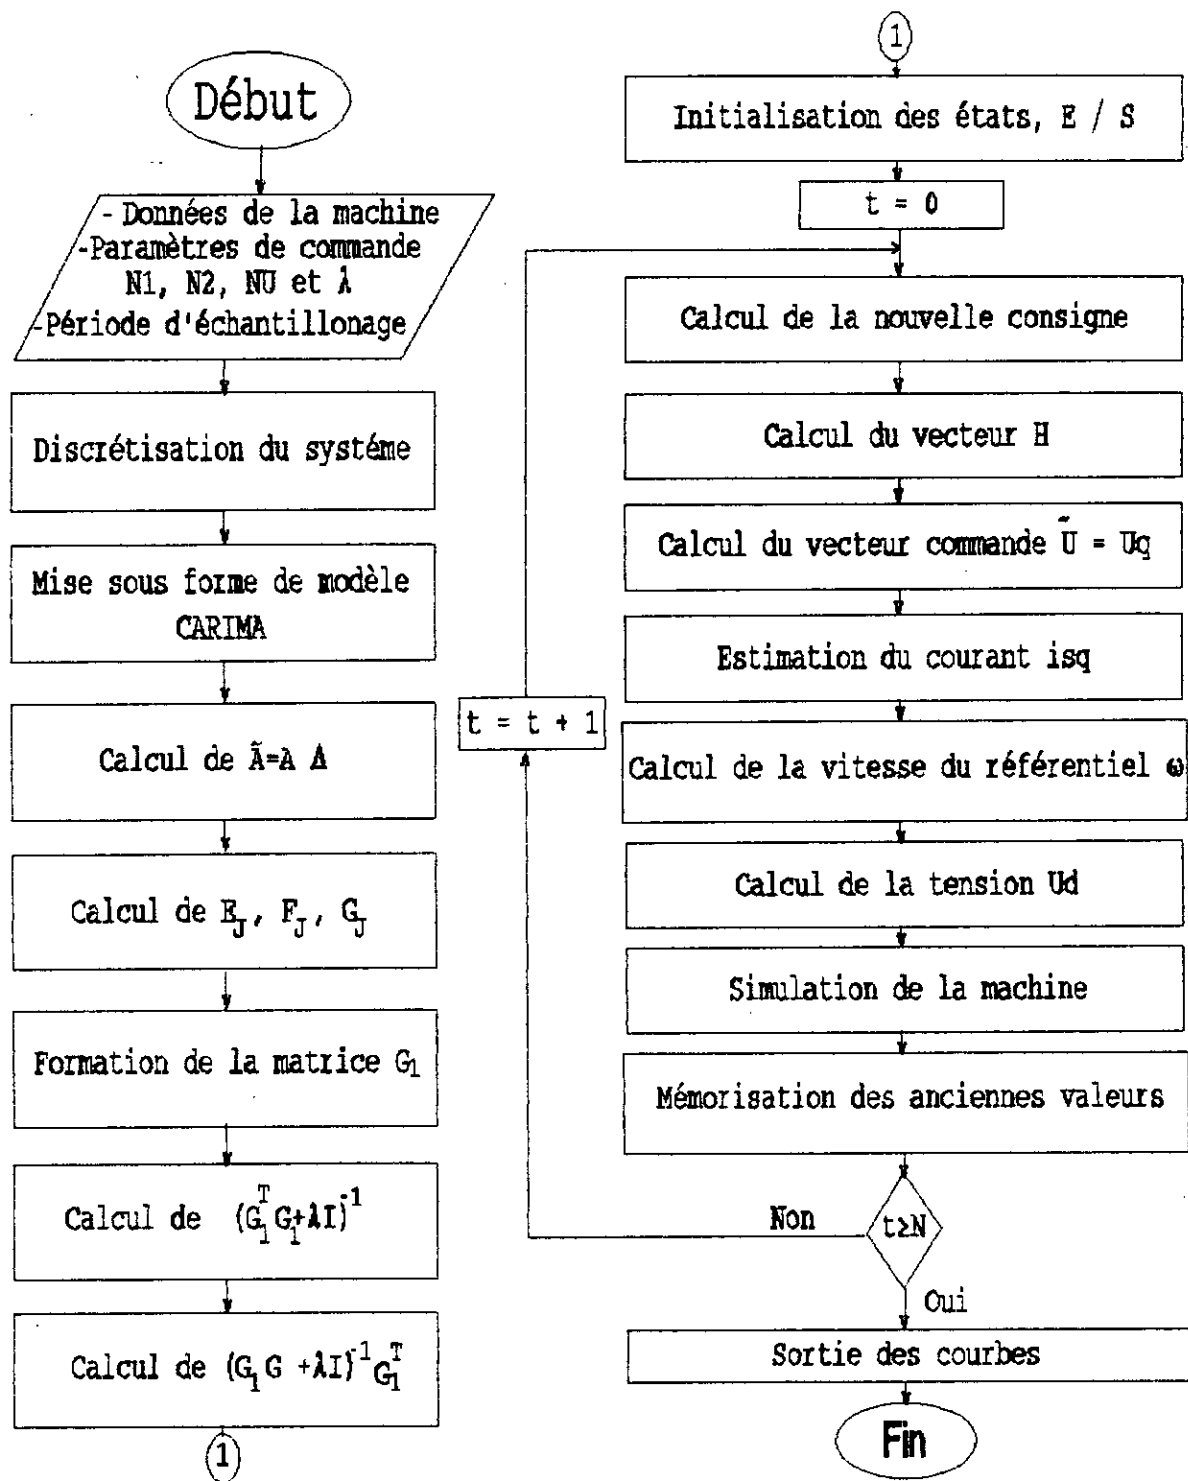 Début
- Données de la machine
-Paramètres de commande
N1, N2, NU et λ
-Période d'échantillonage
Discrétisation du systéme
Mise sous forme de modèle
CARIMA
Calcul de Ã=A Δ
Calcul de E_J, F_J, G_J
Formation de la matrice G₁
Calcul de (G₁ᵀG₁+λI)⁻¹
Calcul de (G₁G +λI)⁻¹G₁ᵀ
1
1
Initialisation des états, E / S
t = 0
Calcul de la nouvelle consigne
Calcul du vecteur H
Calcul du vecteur commande Ũ = Uq
Estimation du courant isq
t = t + 1
Calcul de la vitesse du référentiel ω
Calcul de la tension Ud
Simulation de la machine
Mémorisation des anciennes valeurs
Non
t≥N
Oui
Sortie des courbes
Fin